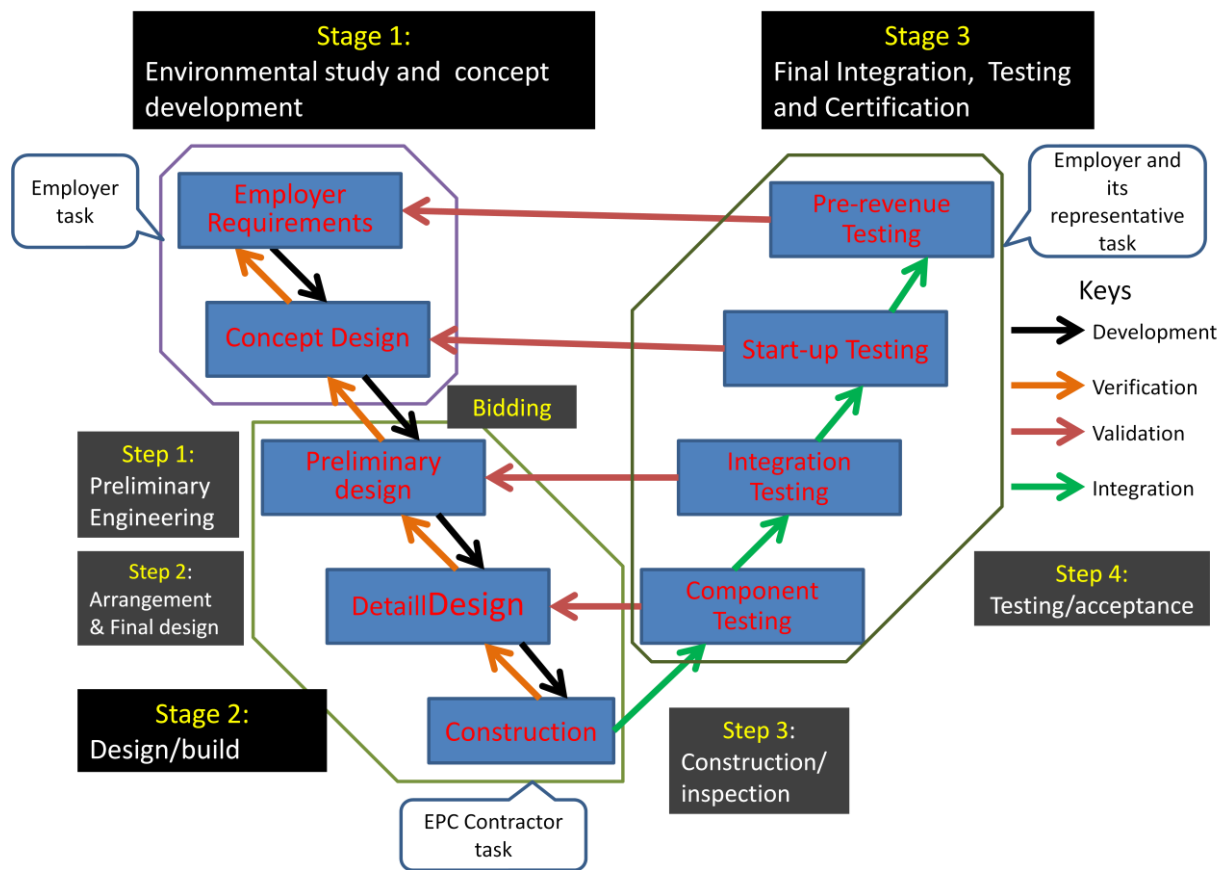 Stage 1:
Environmental study and concept
development
Stage 3
Final Integration, Testing
and Certification
Employer
task
Employer
Requirements
Pre-revenue
Testing
Employer and
its
representative
task
Concept Design
Start-up Testing
Keys
Development
Verification
Validation
Integration
Bidding
Step 1:
Preliminary
Engineering
Preliminary
design
Integration
Testing
Step 2:
Arrangement
& Final design
DetaillDesign
Component
Testing
Step 4:
Testing/acceptance
Stage 2:
Design/build
Construction
Step 3:
Construction/
inspection
EPC Contractor
task